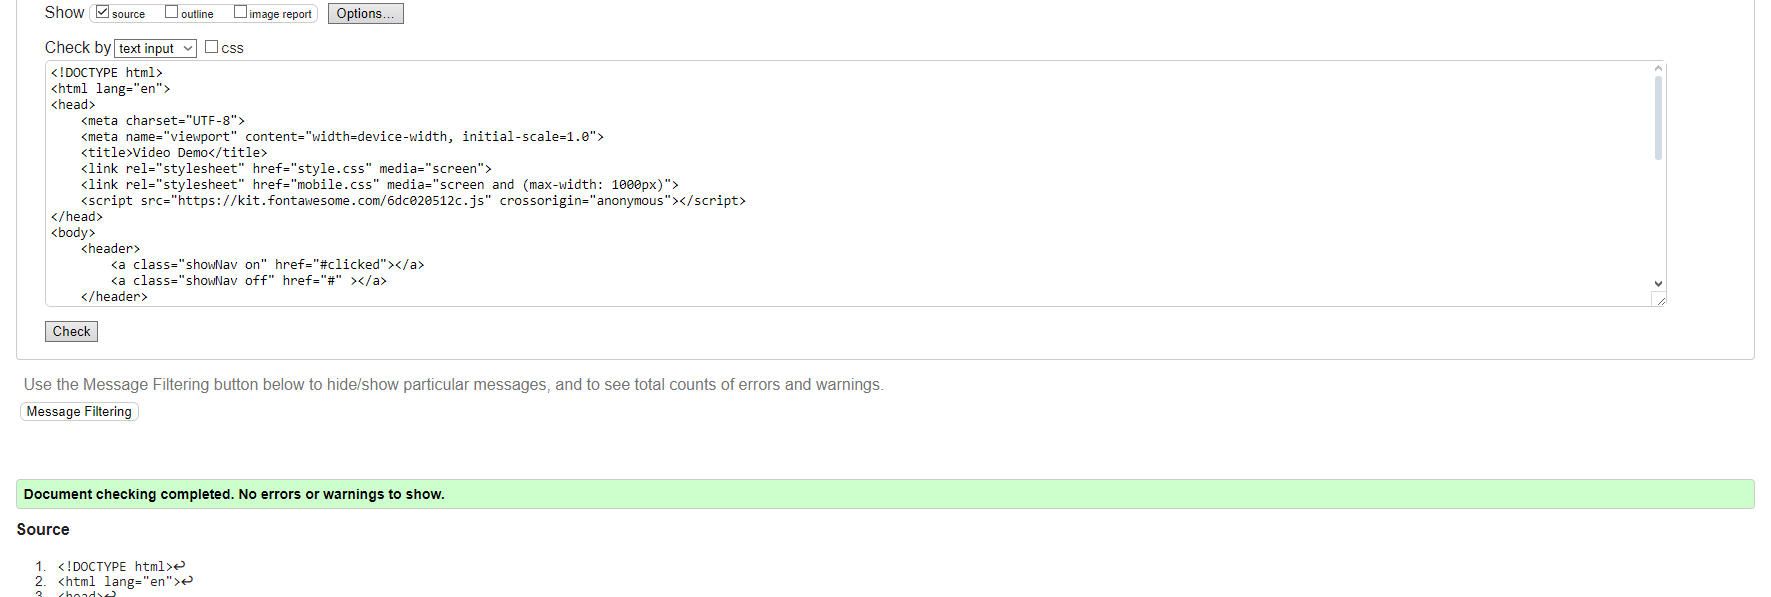 Show source outline image report Options...
Check by text input css
<!DOCTYPE html>
<html lang="en">
<head>
    <meta charset="UTF-8">
    <meta name="viewport" content="width=device-width, initial-scale=1.0">
    <title>Video Demo</title>
    <link rel="stylesheet" href="style.css" media="screen">
    <link rel="stylesheet" href="mobile.css" media="screen and (max-width: 1000px)">
    <script src="https://kit.fontawesome.com/6dc020512c.js" crossorigin="anonymous"></script>
</head>
<body>
    <header>
        <a class="showNav on" href="#clicked"></a>
        <a class="showNav off" href="#" ></a>
    </header>
Check
Use the Message Filtering button below to hide/show particular messages, and to see total counts of errors and warnings.
Message Filtering
Document checking completed. No errors or warnings to show.
Source
1. <!DOCTYPE html>↩
2. <html lang="en">↩
3. <head>↩